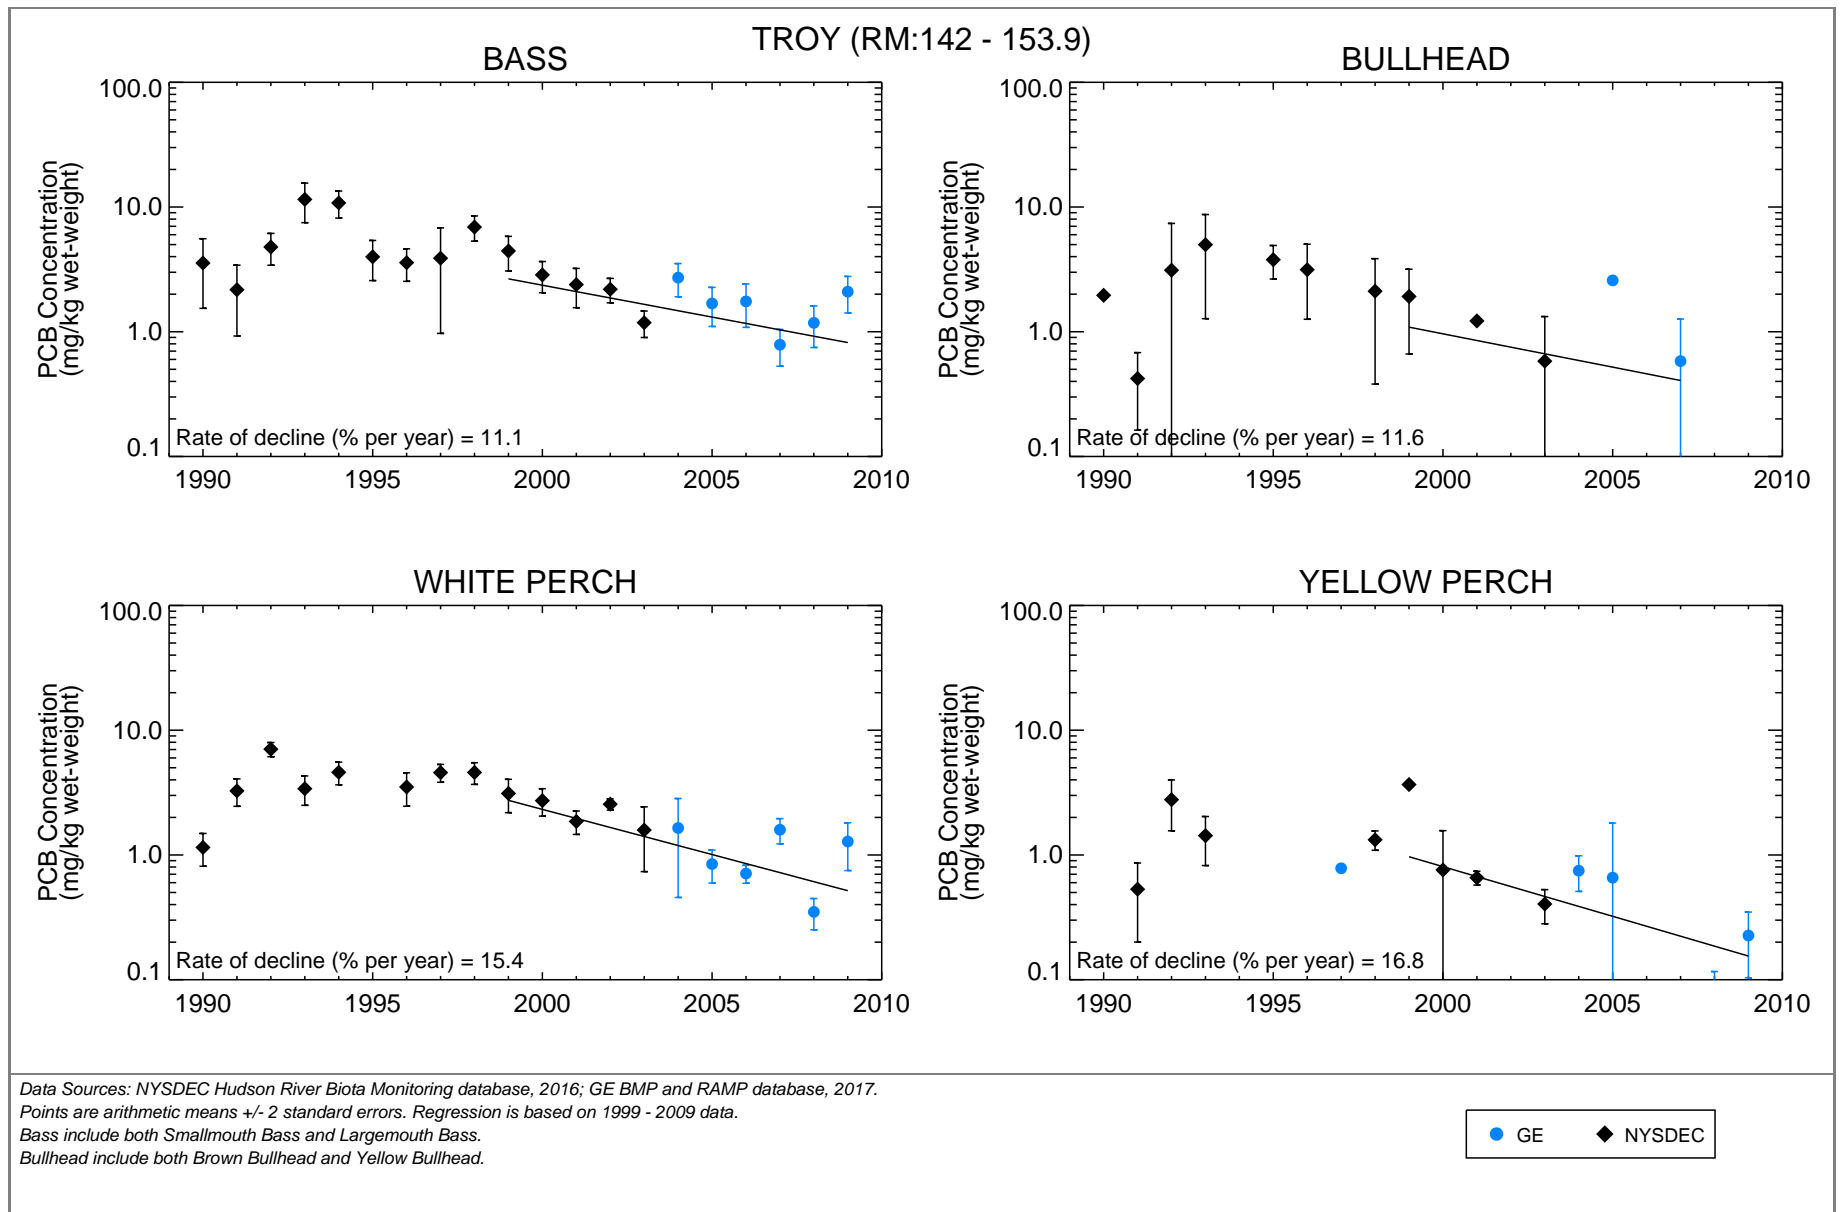 TROY (RM:142 - 153.9)
BASS
PCB Concentration
(mg/kg wet-weight)
100.0
10.0
1.0
0.1
Rate of decline (% per year) = 11.1
1990 1995 2000 2005 2010
BULLHEAD
PCB Concentration
(mg/kg wet-weight)
100.0
10.0
1.0
0.1
Rate of decline (% per year) = 11.6
1990 1995 2000 2005 2010
WHITE PERCH
PCB Concentration
(mg/kg wet-weight)
100.0
10.0
1.0
0.1
Rate of decline (% per year) = 15.4
1990 1995 2000 2005 2010
YELLOW PERCH
PCB Concentration
(mg/kg wet-weight)
100.0
10.0
1.0
0.1
Rate of decline (% per year) = 16.8
1990 1995 2000 2005 2010
Data Sources: NYSDEC Hudson River Biota Monitoring database, 2016; GE BMP and RAMP database, 2017.
Points are arithmetic means +/- 2 standard errors. Regression is based on 1999 - 2009 data.
Bass include both Smallmouth Bass and Largemouth Bass.
Bullhead include both Brown Bullhead and Yellow Bullhead.
GE NYSDEC